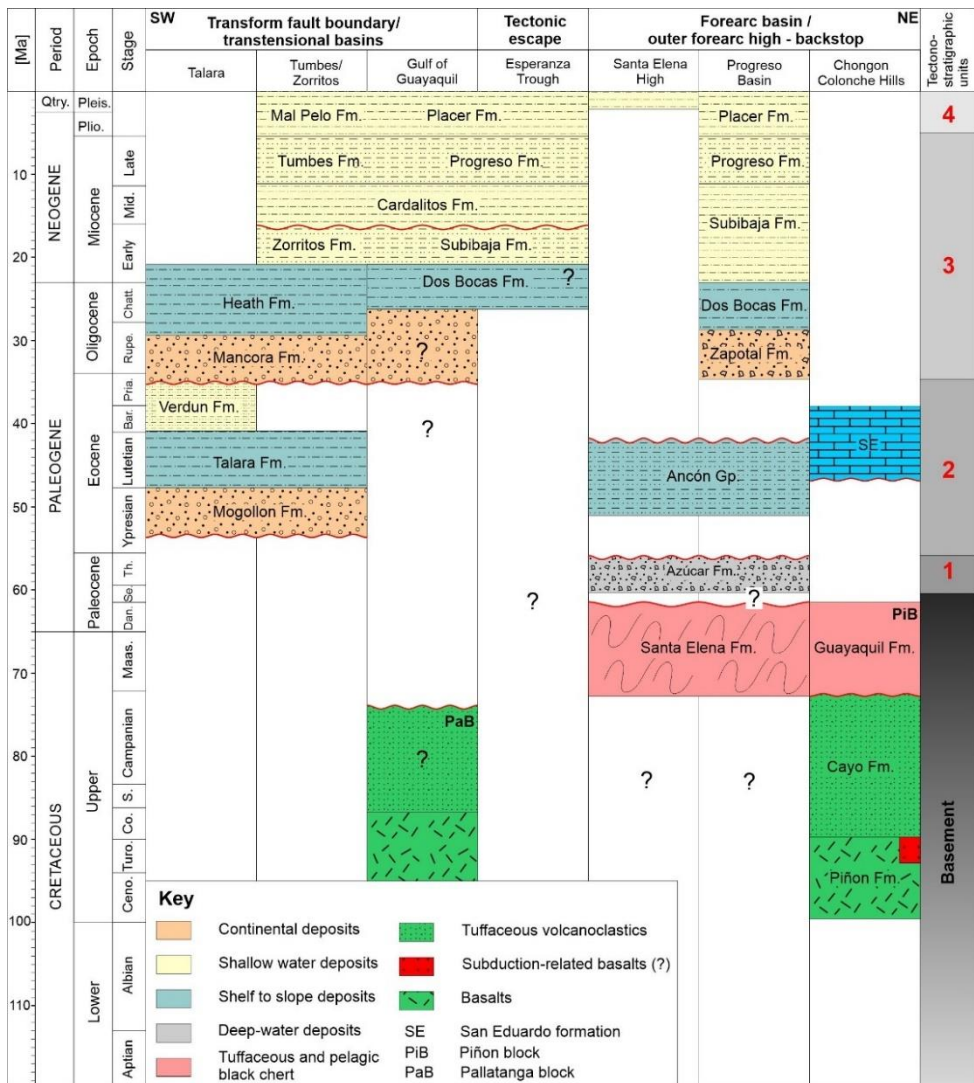 SW
Transform fault boundary/
transtensional basins
Tectonic
escape
Forearc basin /
outer forearc high - backstop
NE
[Ma]
Period
Epoch
Stage
Talara
Tumbes/
Zorritos
Gulf of
Guayaquil
Esperanza
Trough
Santa Elena
High
Progreso
Basin
Chongon
Colonche Hills
Tectono-
stratigraphic
units
Qtry.
Pleis.
Plio.
Mal Pelo Fm.
Placer Fm.
Placer Fm.
4
10
NEOGENE
Miocene
Late
Tumbes Fm.
Progreso Fm.
Progreso Fm.
Mid.
Cardalitos Fm.
Subibaja Fm.
Early
Zorritos Fm.
Subibaja Fm.
20
3
Oligocene
Chatt.
Heath Fm.
Dos Bocas Fm.
?
Dos Bocas Fm.
30
Rupe.
Mancora Fm.
?
Zapotal Fm.
PALEOGENE
Eocene
Pria.
Verdun Fm.
Bar.
40
?
SE
Lutetian
Talara Fm.
Ancón Gp.
2
50
Ypresian
Mogollon Fm.
Paleocene
Th.
Azúcar Fm.
1
60
Se.
?
?
Dan.
PiB
Santa Elena Fm.
Guayaquil Fm.
70
Maas.
CRETACEOUS
Upper
PaB
Campanian
?
Cayo Fm.
80
?
?
S.
Co.
90
Turo.
Piñon Fm.
Ceno.
Basement
100
Lower
Albian
110
Aptian
Key
Continental deposits
Tuffaceous volcanoclastics
Shallow water deposits
Subduction-related basalts (?)
Shelf to slope deposits
Basalts
Deep-water deposits
SE
San Eduardo formation
Tuffaceous and pelagic
black chert
PiB
Piñon block
PaB
Pallatanga block